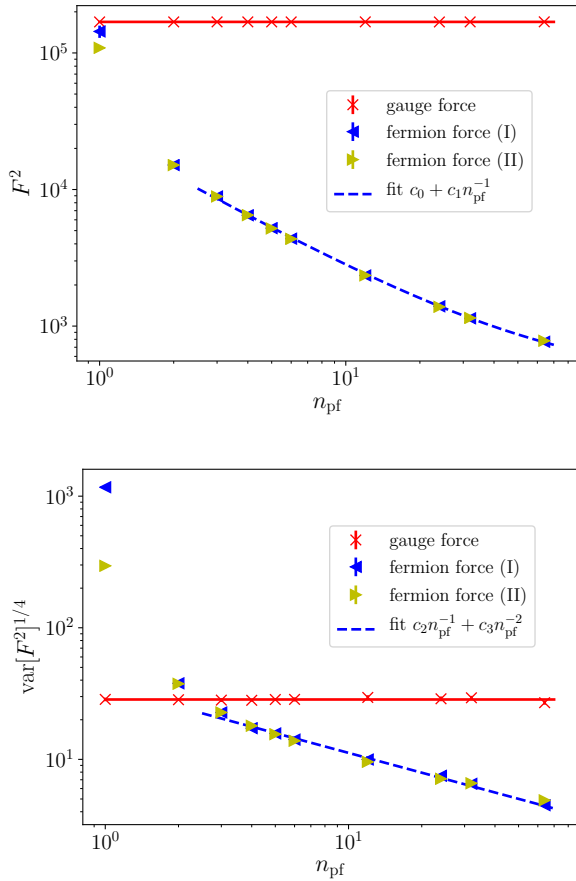 10^5
10^4
10^3
F^2
gauge force
fermion force (I)
fermion force (II)
fit c_0 + c_1 n_pf^{-1}
10^0
10^1
n_pf
10^3
10^2
10^1
var[F^2]^{1/4}
gauge force
fermion force (I)
fermion force (II)
fit c_2 n_pf^{-1} + c_3 n_pf^{-2}
10^0
10^1
n_pf